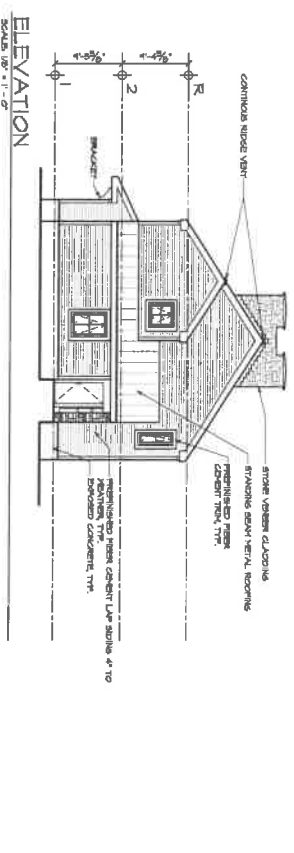 CONTINOUS RIDGE VENT
STONE VENEER CLADDING
STANDING SEAM METAL ROOFING
PREFINISHED FIBER
CEMENT TRIM, TYP.
R
2
BRACKET
1
PREFINISHED FIBER CEMENT LAP SIDING 4" TO
WEATHER, TYP.
EXPOSED CONCRETE, TYP.
ELEVATION
SCALE: 1/8" = 1' - 0"